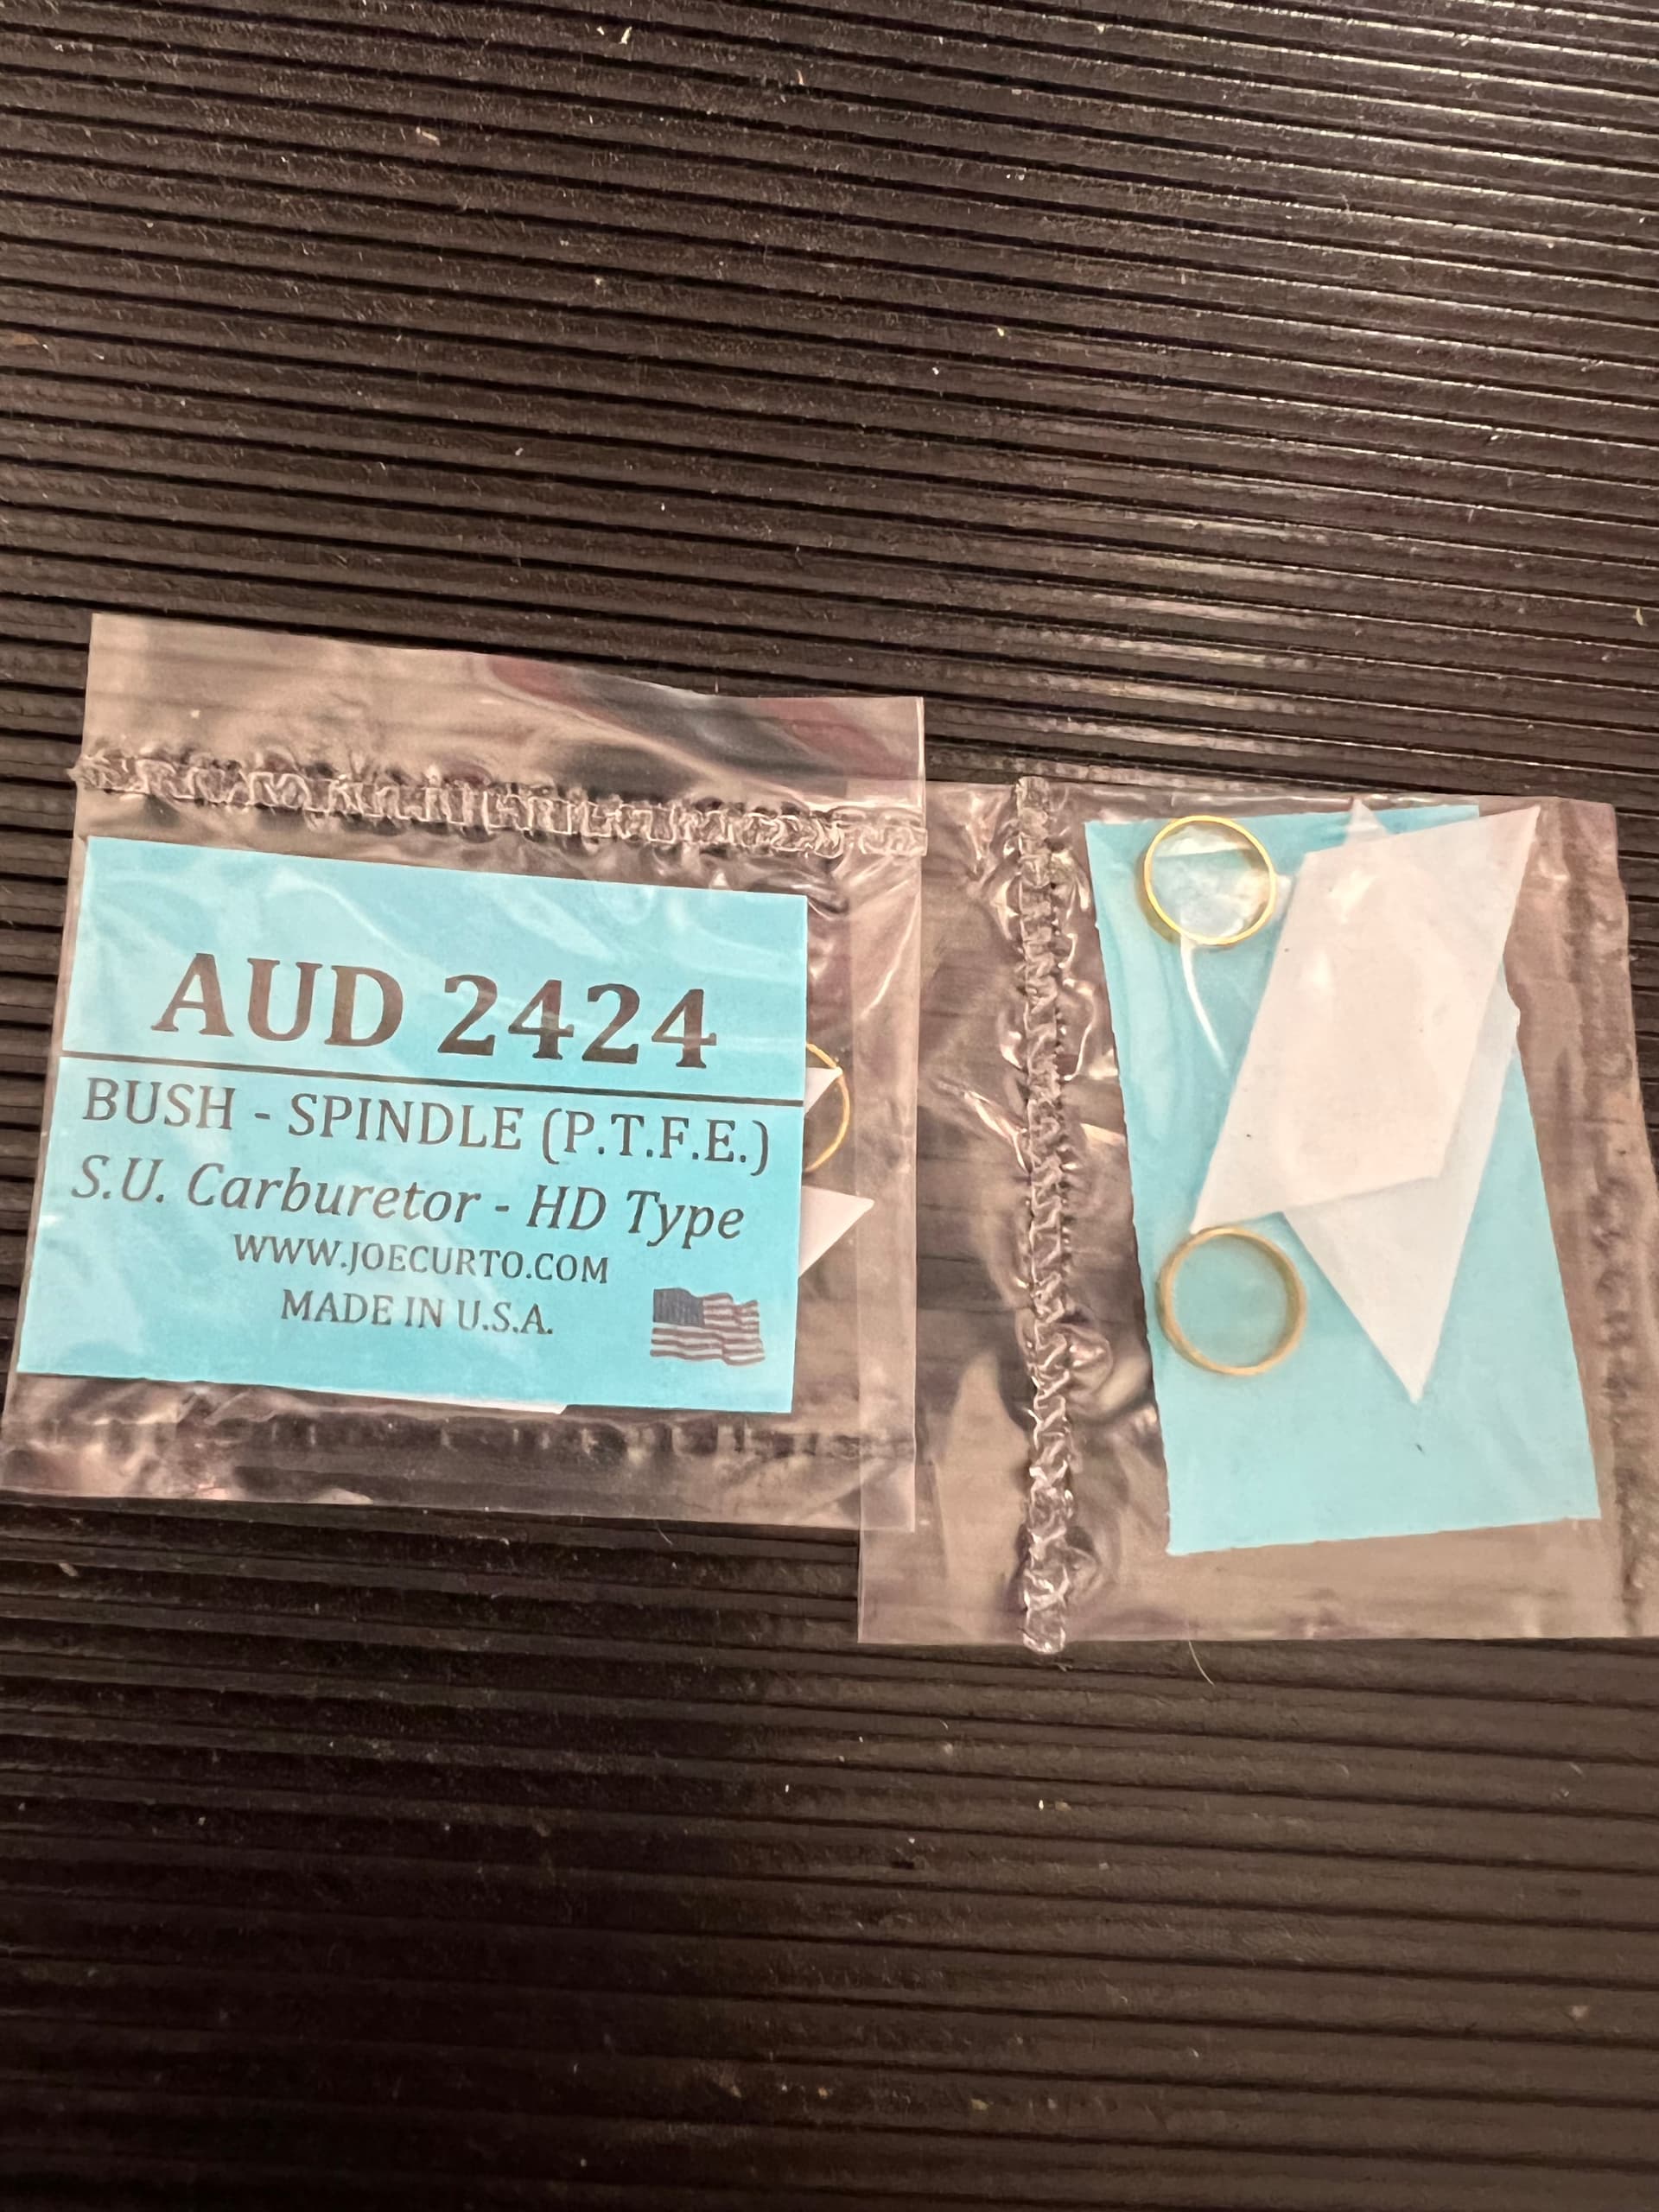 AUD 2424
BUSH - SPINDLE (P.T.F.E.)
S.U. Carburetor - HD Type
WWW.JOECURTO.COM
MADE IN U.S.A.